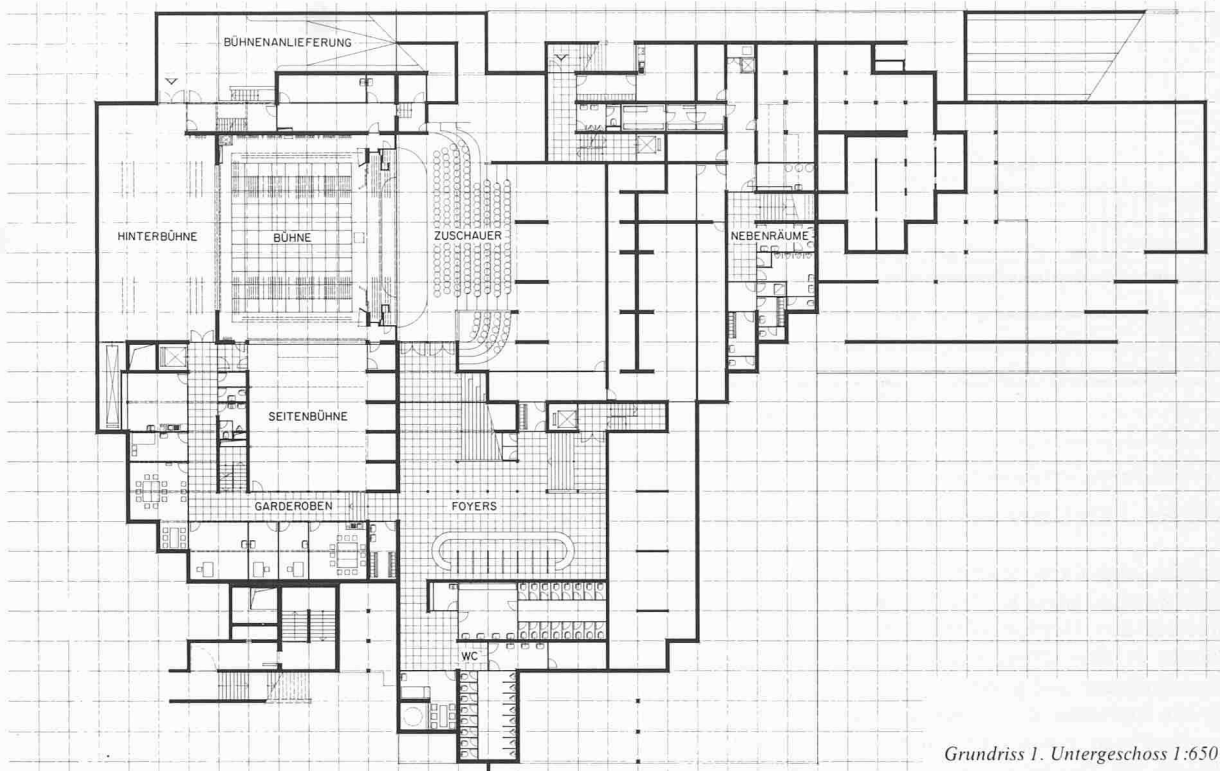 BÜHNENANLIEFERUNG
HINTERBÜHNE
BÜHNE
ZUSCHAUER
NEBENRÄUME
SEITENBÜHNE
GARDEROBEN
FOYERS
WC
Grundriss 1. Untergeschoss 1:650